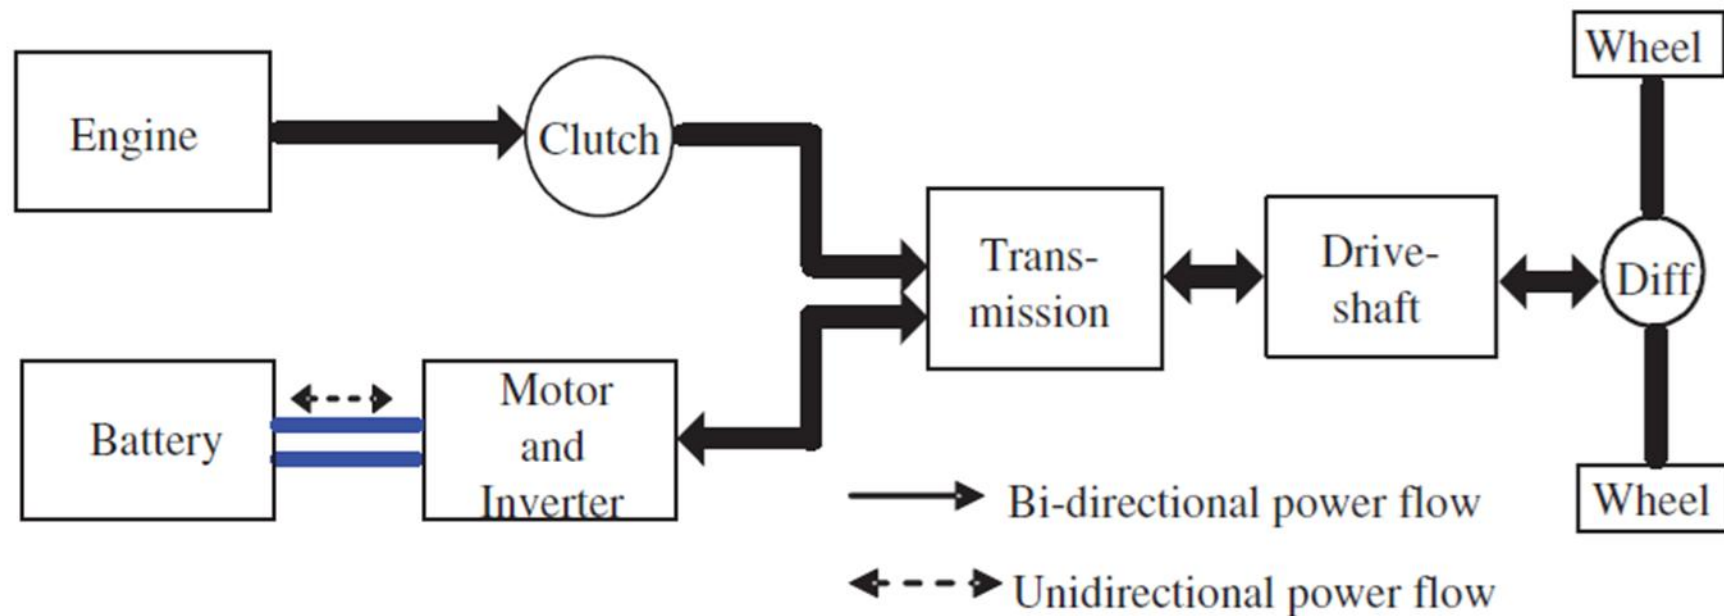 Wheel
Engine
Clutch
Trans-
mission
Drive-
shaft
Diff
Battery
Motor
and
Inverter
Bi-directional power flow
Wheel
Unidirectional power flow